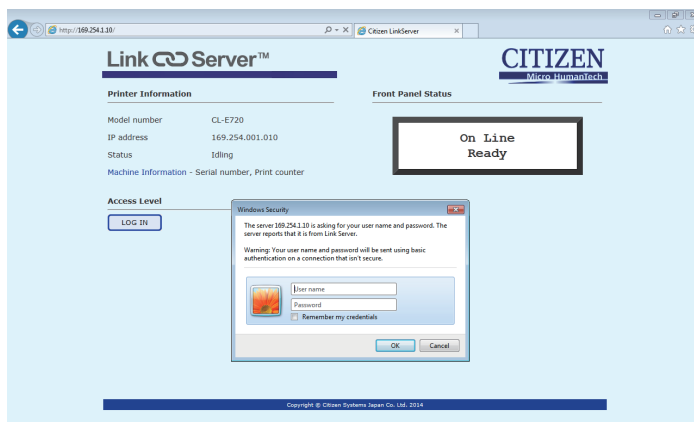 http://169.254.1.10/
Citizen LinkServer
Link Server™
CITIZEN
Micro HumanTech
Printer Information
Front Panel Status
Model number CL-E720
IP address 169.254.001.010
Status Idling
Machine Information - Serial number, Print counter
On Line
Ready
Access Level
LOG IN
Windows Security
The server 169.254.1.10 is asking for your user name and password. The
server reports that it is from Link Server.
Warning: Your user name and password will be sent using basic
authentication on a connection that isn't secure.
User name
Password
Remember my credentials
OK Cancel
Copyright © Citizen Systems Japan Co. Ltd. 2014